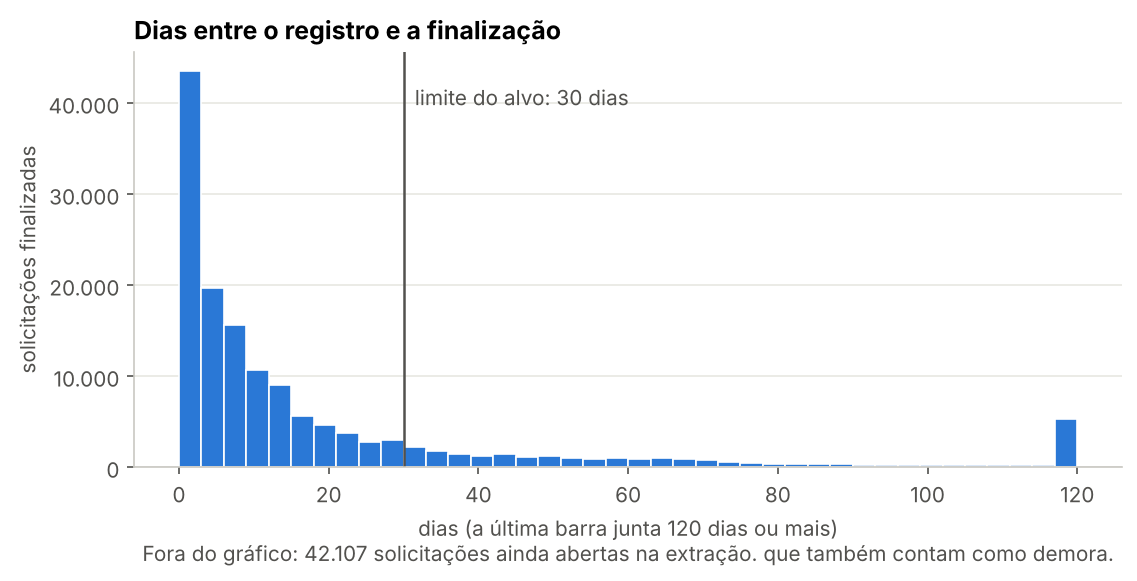 Dias entre o registro e a finalização
limite do alvo: 30 dias
solicitações finalizadas
40.000
30.000
20.000
10.000
0
0 20 40 60 80 100 120
dias (a última barra junta 120 dias ou mais)
Fora do gráfico: 42.107 solicitações ainda abertas na extração. que também contam como demora.